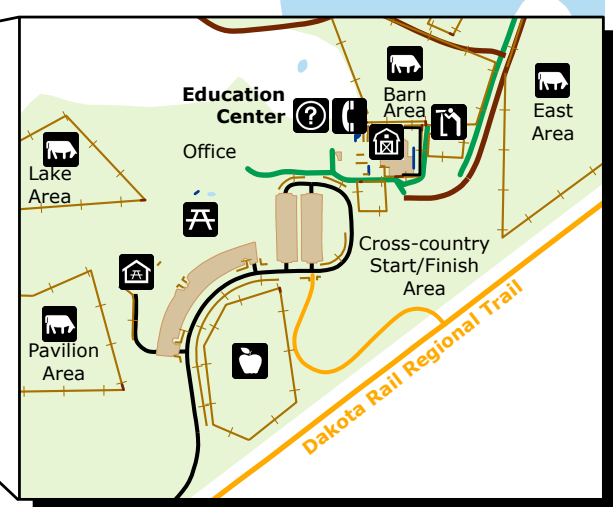 Education
Center
?
Barn
Area
East
Area
Office
Lake
Area
Cross-country
Start/Finish
Area
Pavilion
Area
Dakota Rail Regional Trail